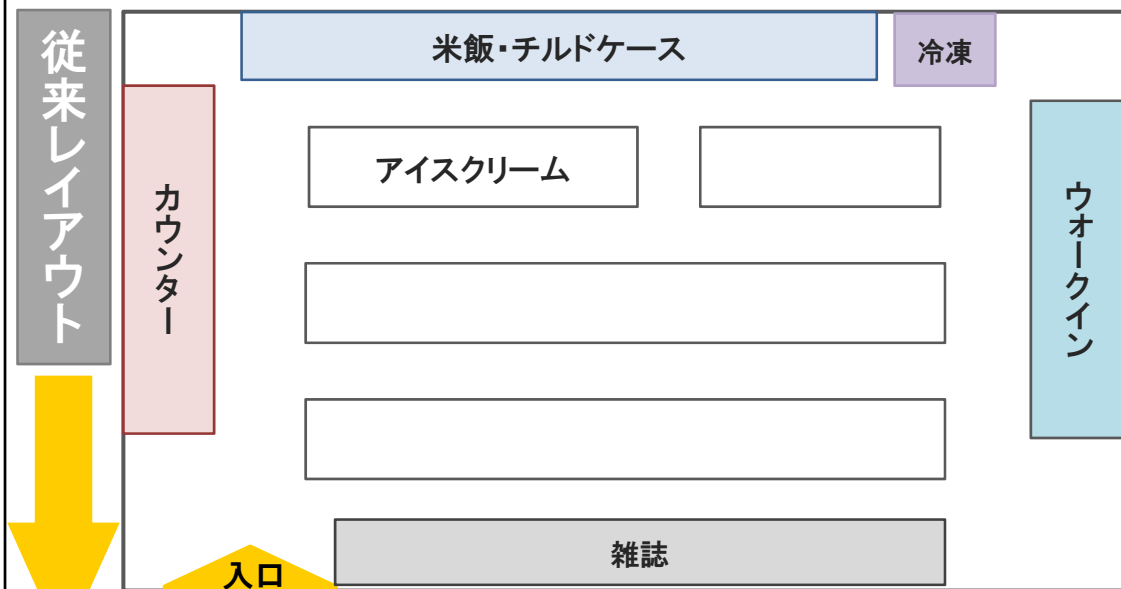 従来レイアウト
米飯・チルドケース
冷凍
アイスクリーム
カウンター
ウオークイン
雑誌
入口